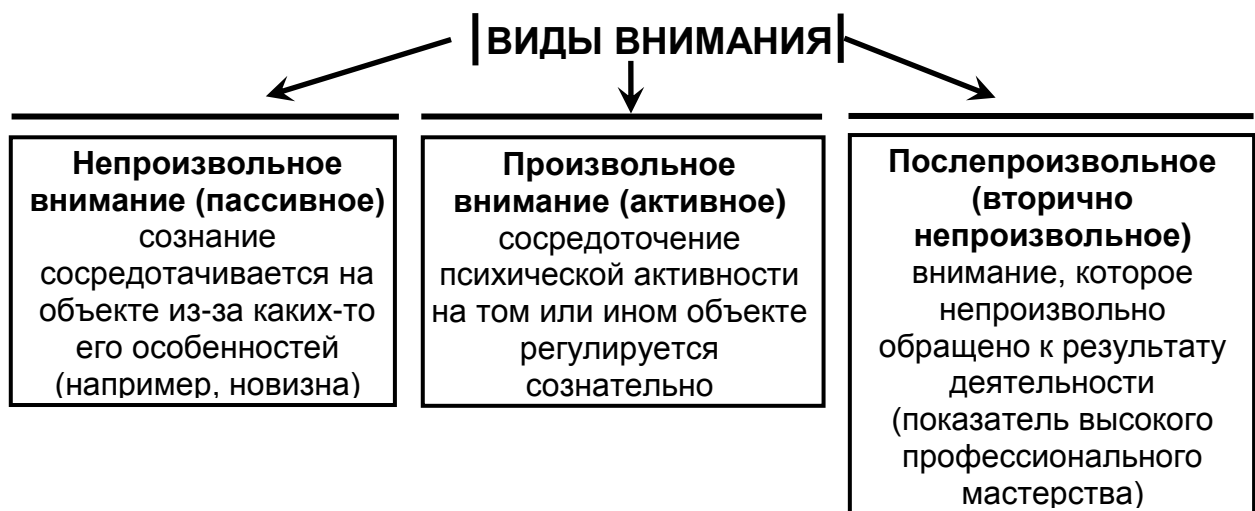 ВИДЫ ВНИМАНИЯ
Непроизвольное
внимание (пассивное)
сознание
сосредотачивается на
объекте из-за каких-то
его особенностей
(например, новизна)
Произвольное
внимание (активное)
сосредоточение
психической активности
на том или ином объекте
регулируется
сознательно
Послепроизвольное
(вторично
непроизвольное)
внимание, которое
непроизвольно
обращено к результату
деятельности
(показатель высокого
профессионального
мастерства)